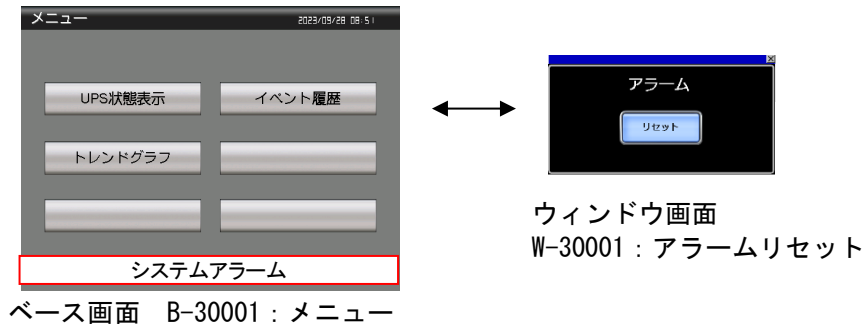 メニュー 2023/09/28 08:51
UPS状態表示 イベント履歴
トレンドグラフ
システムアラーム
ベース画面 B-30001：メニュー
アラーム
リセット
ウィンドウ画面
W-30001：アラームリセット